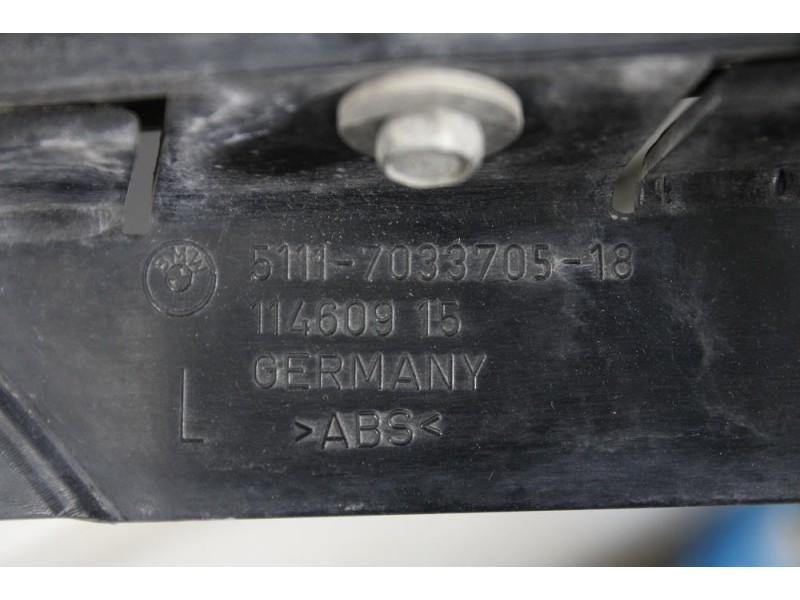 BMW
5111-7033705-18
114609 15
GERMANY
L
>ABS<